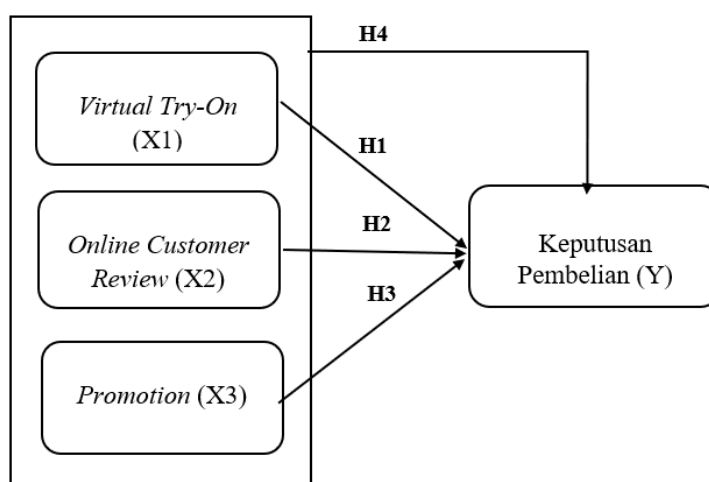 H4
Virtual Try-On
(X1)
H1
Online Customer
Review (X2)
H2
Keputusan
Pembelian (Y)
H3
Promotion (X3)